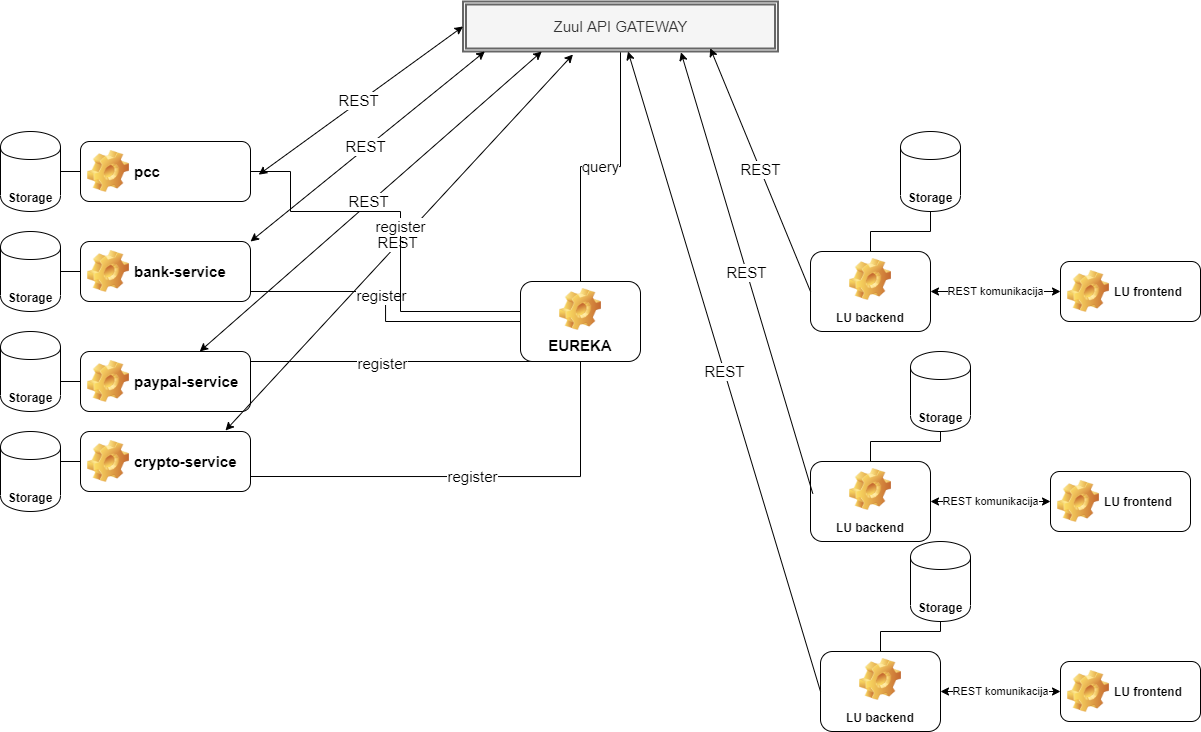 Zuul API GATEWAY
REST
REST
REST
register
REST
query
REST
REST
REST
Storage
pcc
Storage
bank-service
register
Storage
paypal-service
register
Storage
crypto-service
register
EUREKA
Storage
LU backend
REST komunikacija
LU frontend
Storage
LU backend
REST komunikacija
LU frontend
Storage
LU backend
REST komunikacija
LU frontend